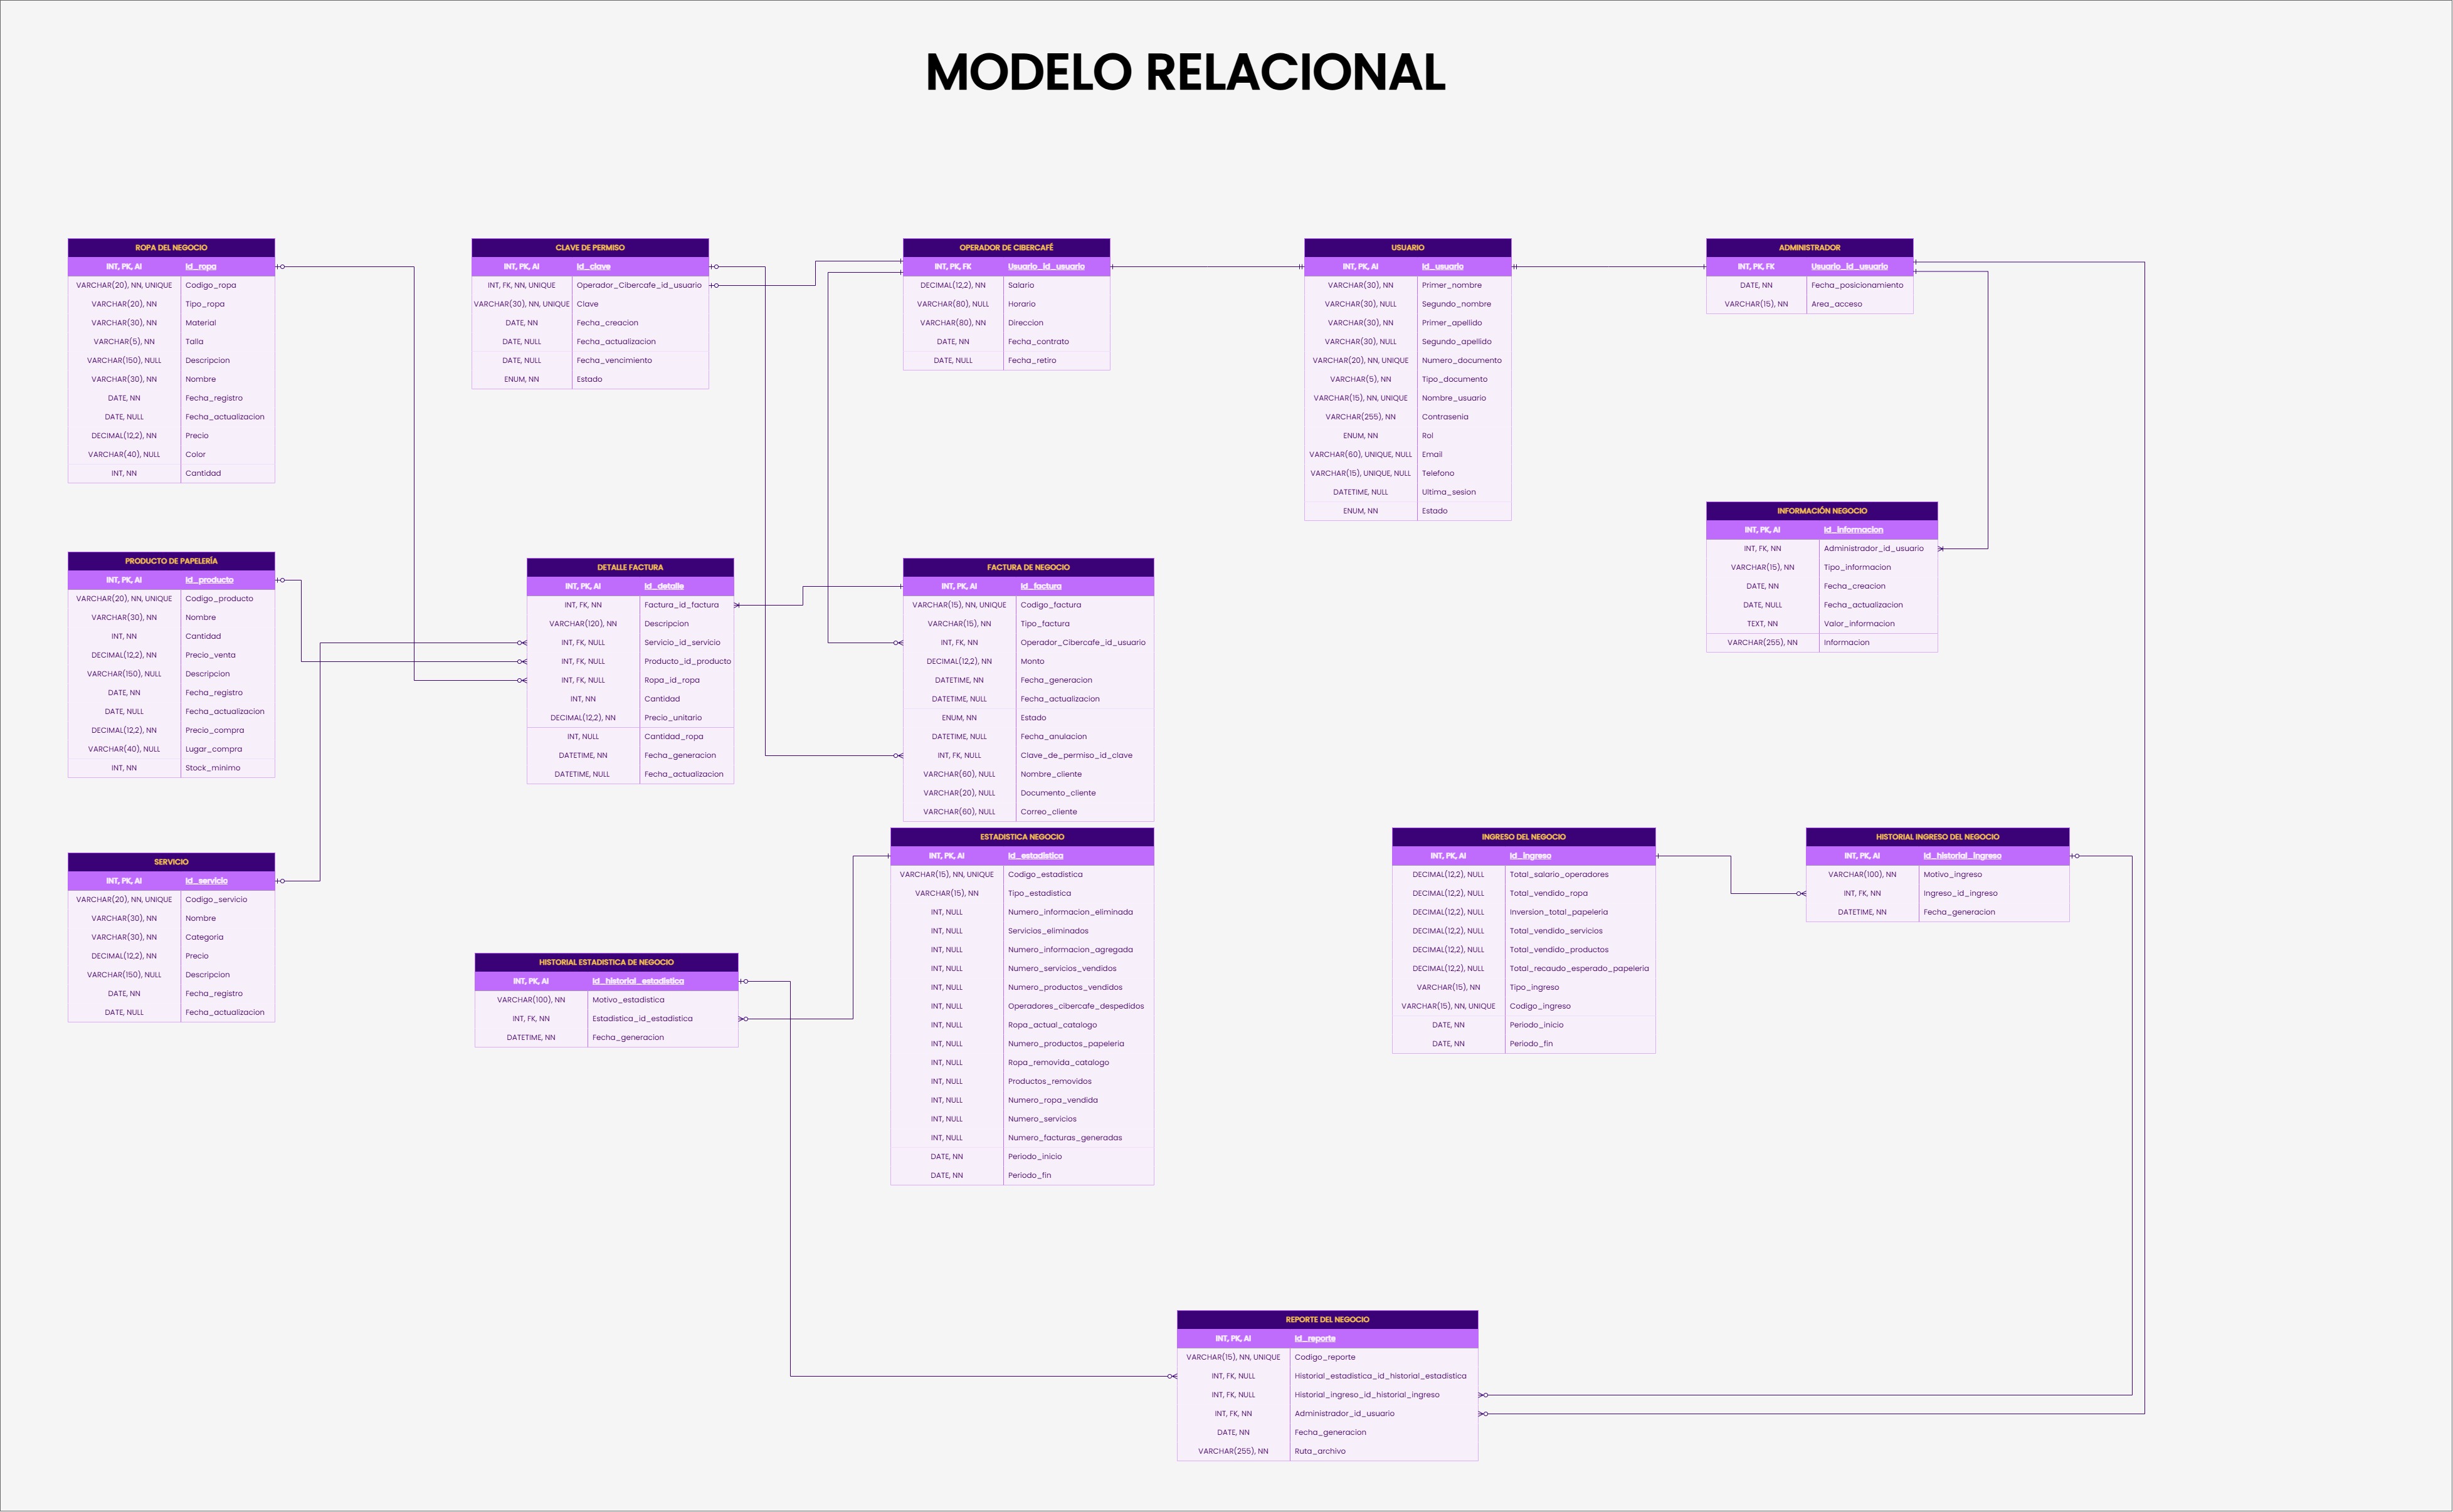 MODELO RELACIONAL
ROPA DEL NEGOCIO
INT, PK, AI Id_ropa
VARCHAR(20), NN, UNIQUE Codigo_ropa
VARCHAR(20), NN Tipo_ropa
VARCHAR(30), NN Material
VARCHAR(5), NN Talla
VARCHAR(150), NULL Descripcion
VARCHAR(30), NN Nombre
DATE, NN Fecha_registro
DATE, NULL Fecha_actualizacion
DECIMAL(12,2), NN Precio
VARCHAR(40), NULL Color
INT, NN Cantidad
CLAVE DE PERMISO
INT, PK, AI Id_clave
INT, FK, NN, UNIQUE Operador_Cibercafe_id_usuario
VARCHAR(30), NN, UNIQUE Clave
DATE, NN Fecha_creacion
DATE, NULL Fecha_actualizacion
DATE, NULL Fecha_vencimiento
ENUM, NN Estado
OPERADOR DE CIBERCAFÉ
INT, PK, FK Usuario_id_usuario
DECIMAL(12,2), NN Salario
VARCHAR(80), NULL Horario
VARCHAR(80), NN Direccion
DATE, NN Fecha_contrato
DATE, NULL Fecha_retiro
USUARIO
INT, PK, AI Id_usuario
VARCHAR(30), NN Primer_nombre
VARCHAR(30), NULL Segundo_nombre
VARCHAR(30), NN Primer_apellido
VARCHAR(30), NULL Segundo_apellido
VARCHAR(20), NN, UNIQUE Numero_documento
VARCHAR(5), NN Tipo_documento
VARCHAR(15), NN, UNIQUE Nombre_usuario
VARCHAR(255), NN Contrasenia
ENUM, NN Rol
VARCHAR(60), UNIQUE, NULL Email
VARCHAR(15), UNIQUE, NULL Telefono
DATETIME, NULL Ultima_sesion
ENUM, NN Estado
ADMINISTRADOR
INT, PK, FK Usuario_id_usuario
DATE, NN Fecha_posicionamiento
VARCHAR(15), NN Area_acceso
INFORMACIÓN NEGOCIO
INT, PK, AI Id_informacion
INT, FK, NN Administrador_id_usuario
VARCHAR(15), NN Tipo_informacion
DATE, NN Fecha_creacion
DATE, NULL Fecha_actualizacion
TEXT, NN Valor_informacion
VARCHAR(255), NN Informacion
PRODUCTO DE PAPELERÍA
INT, PK, AI Id_producto
VARCHAR(20), NN, UNIQUE Codigo_producto
VARCHAR(30), NN Nombre
INT, NN Cantidad
DECIMAL(12,2), NN Precio_venta
VARCHAR(150), NULL Descripcion
DATE, NN Fecha_registro
DATE, NULL Fecha_actualizacion
DECIMAL(12,2), NN Precio_compra
VARCHAR(40), NULL Lugar_compra
INT, NN Stock_minimo
DETALLE FACTURA
INT, PK, AI Id_detalle
INT, FK, NN Factura_id_factura
VARCHAR(120), NN Descripcion
INT, FK, NULL Servicio_id_servicio
INT, FK, NULL Producto_id_producto
INT, FK, NULL Ropa_id_ropa
INT, NN Cantidad
DECIMAL(12,2), NN Precio_unitario
INT, NULL Cantidad_ropa
DATETIME, NN Fecha_generacion
DATETIME, NULL Fecha_actualizacion
FACTURA DE NEGOCIO
INT, PK, AI Id_factura
VARCHAR(15), NN, UNIQUE Codigo_factura
VARCHAR(15), NN Tipo_factura
INT, FK, NN Operador_Cibercafe_id_usuario
DECIMAL(12,2), NN Monto
DATETIME, NN Fecha_generacion
DATETIME, NULL Fecha_actualizacion
ENUM, NN Estado
DATETIME, NULL Fecha_anulacion
INT, FK, NULL Clave_de_permiso_id_clave
VARCHAR(60), NULL Nombre_cliente
VARCHAR(20), NULL Documento_cliente
VARCHAR(60), NULL Correo_cliente
SERVICIO
INT, PK, AI Id_servicio
VARCHAR(20), NN, UNIQUE Codigo_servicio
VARCHAR(30), NN Nombre
VARCHAR(30), NN Categoria
DECIMAL(12,2), NN Precio
VARCHAR(150), NULL Descripcion
DATE, NN Fecha_registro
DATE, NULL Fecha_actualizacion
HISTORIAL ESTADISTICA DE NEGOCIO
INT, PK, AI Id_historial_estadistica
VARCHAR(100), NN Motivo_estadistica
INT, FK, NN Estadistica_id_estadistica
DATETIME, NN Fecha_generacion
ESTADISTICA NEGOCIO
INT, PK, AI Id_estadistica
VARCHAR(15), NN, UNIQUE Codigo_estadistica
VARCHAR(15), NN Tipo_estadistica
INT, NULL Numero_informacion_eliminada
INT, NULL Servicios_eliminados
INT, NULL Numero_informacion_agregada
INT, NULL Numero_servicios_vendidos
INT, NULL Numero_productos_vendidos
INT, NULL Operadores_cibercafe_despedidos
INT, NULL Ropa_actual_catalogo
INT, NULL Numero_productos_papeleria
INT, NULL Ropa_removida_catalogo
INT, NULL Productos_removidos
INT, NULL Numero_ropa_vendida
INT, NULL Numero_servicios
INT, NULL Numero_facturas_generadas
DATE, NN Periodo_inicio
DATE, NN Periodo_fin
INGRESO DEL NEGOCIO
INT, PK, AI Id_ingreso
DECIMAL(12,2), NULL Total_salario_operadores
DECIMAL(12,2), NULL Total_vendido_ropa
DECIMAL(12,2), NULL Inversion_total_papeleria
DECIMAL(12,2), NULL Total_vendido_servicios
DECIMAL(12,2), NULL Total_vendido_productos
DECIMAL(12,2), NULL Total_recaudo_esperado_papeleria
VARCHAR(15), NN Tipo_ingreso
VARCHAR(15), NN, UNIQUE Codigo_ingreso
DATE, NN Periodo_inicio
DATE, NN Periodo_fin
HISTORIAL INGRESO DEL NEGOCIO
INT, PK, AI Id_historial_ingreso
VARCHAR(100), NN Motivo_ingreso
INT, FK, NN Ingreso_id_ingreso
DATETIME, NN Fecha_generacion
REPORTE DEL NEGOCIO
INT, PK, AI Id_reporte
VARCHAR(15), NN, UNIQUE Codigo_reporte
INT, FK, NULL Historial_estadistica_id_historial_estadistica
INT, FK, NULL Historial_ingreso_id_historial_ingreso
INT, FK, NN Administrador_id_usuario
DATE, NN Fecha_generacion
VARCHAR(255), NN Ruta_archivo